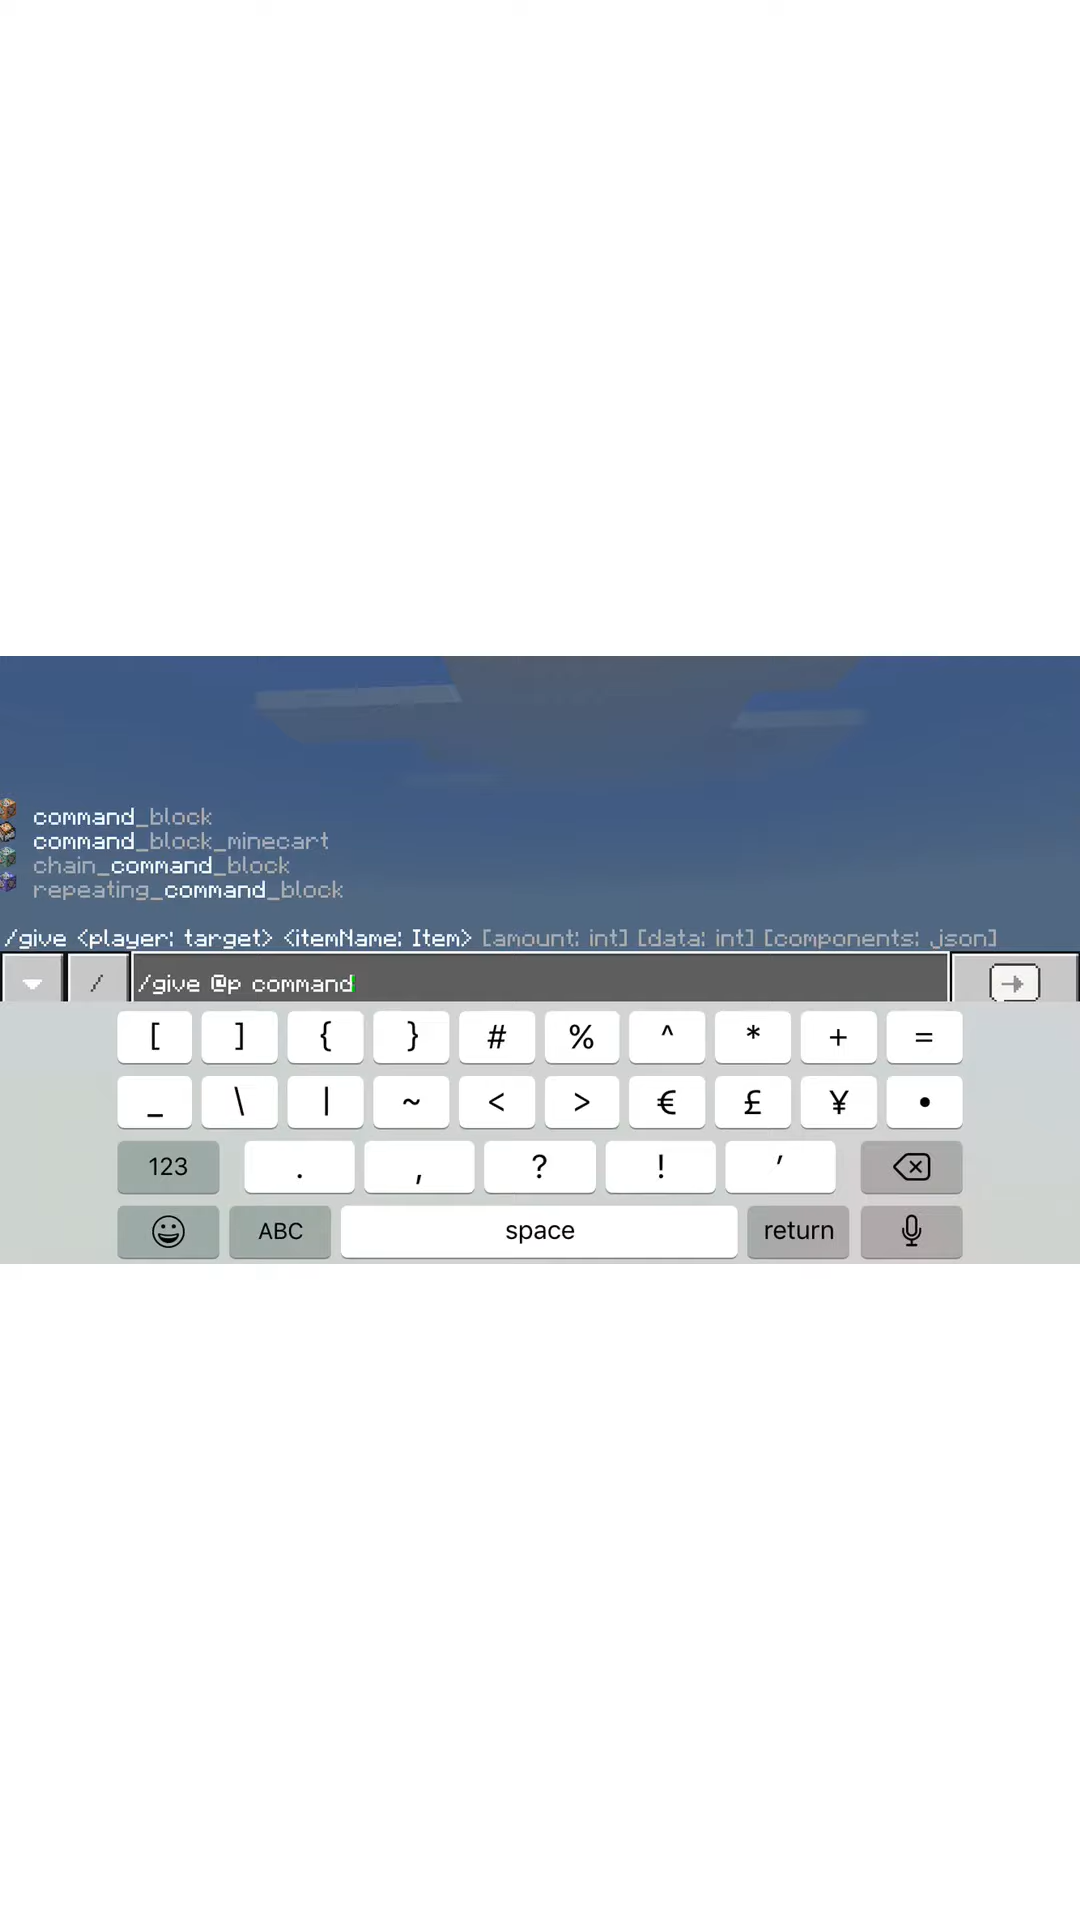 command_block
command_block_minecart
chain_command_block
repeating_command_block
/give <player: target> <itemName: Item> [amount: int] [data: int] [components: json]
/ /give @p command
[ ] { } # % ^ * + =
_ \ | ~ < > € £ ¥ •
123 . , ? ! ’
ABC space return